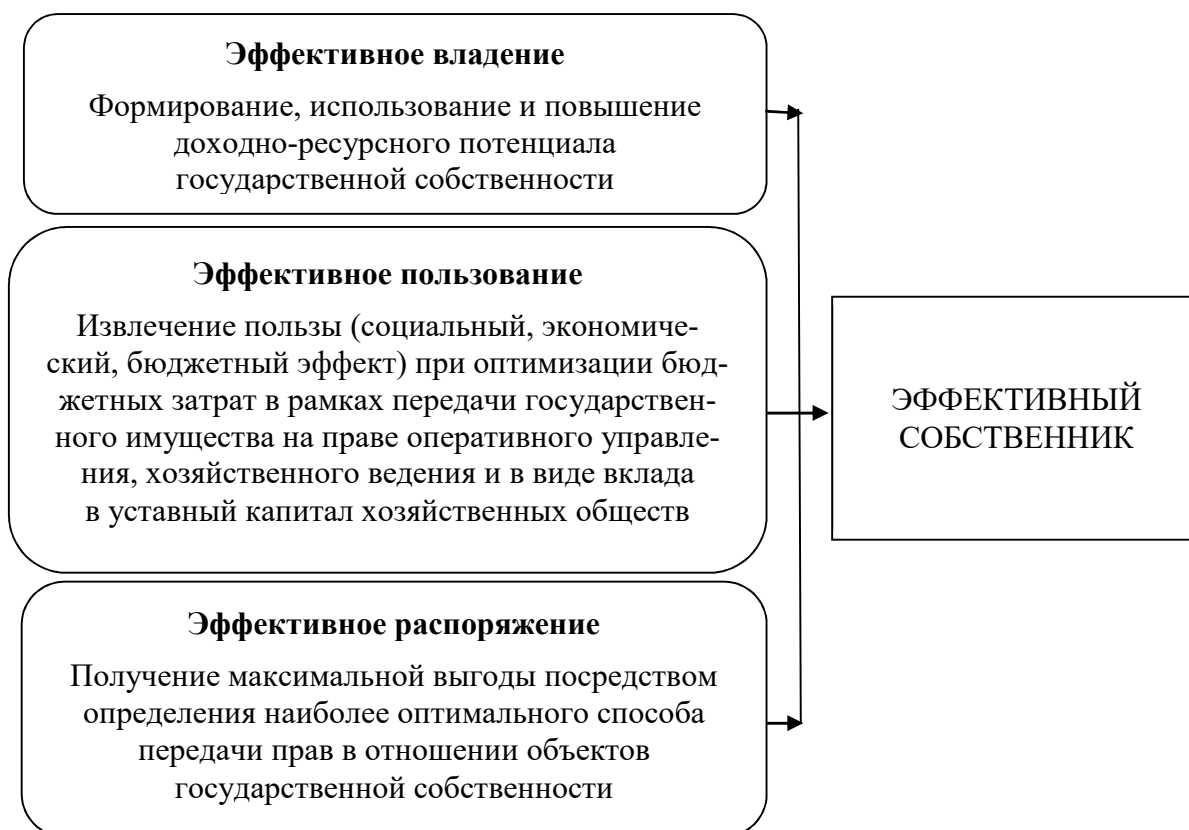 Эффективное владение
Формирование, использование и повышение
доходно-ресурсного потенциала
государственной собственности
Эффективное пользование
Извлечение пользы (социальный, экономиче-
ский, бюджетный эффект) при оптимизации бюд-
жетных затрат в рамках передачи государствен-
ного имущества на праве оперативного управле-
ния, хозяйственного ведения и в виде вклада
в уставный капитал хозяйственных обществ
ЭФФЕКТИВНЫЙ
СОБСТВЕННИК
Эффективное распоряжение
Получение максимальной выгоды посредством
определения наиболее оптимального способа
передачи прав в отношении объектов
государственной собственности